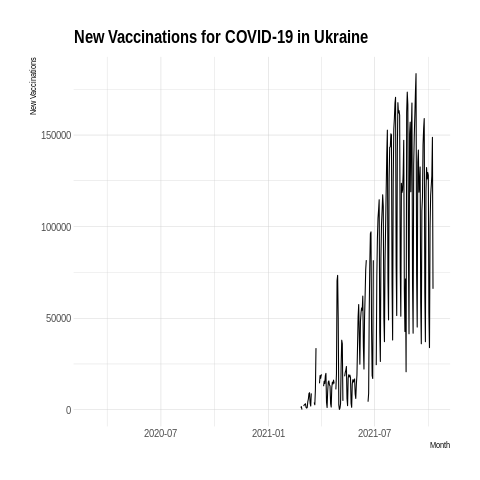 New Vaccinations for COVID-19 in Ukraine
New Vaccinations
150000
100000
50000
0
2020-07
2021-01
2021-07
Month